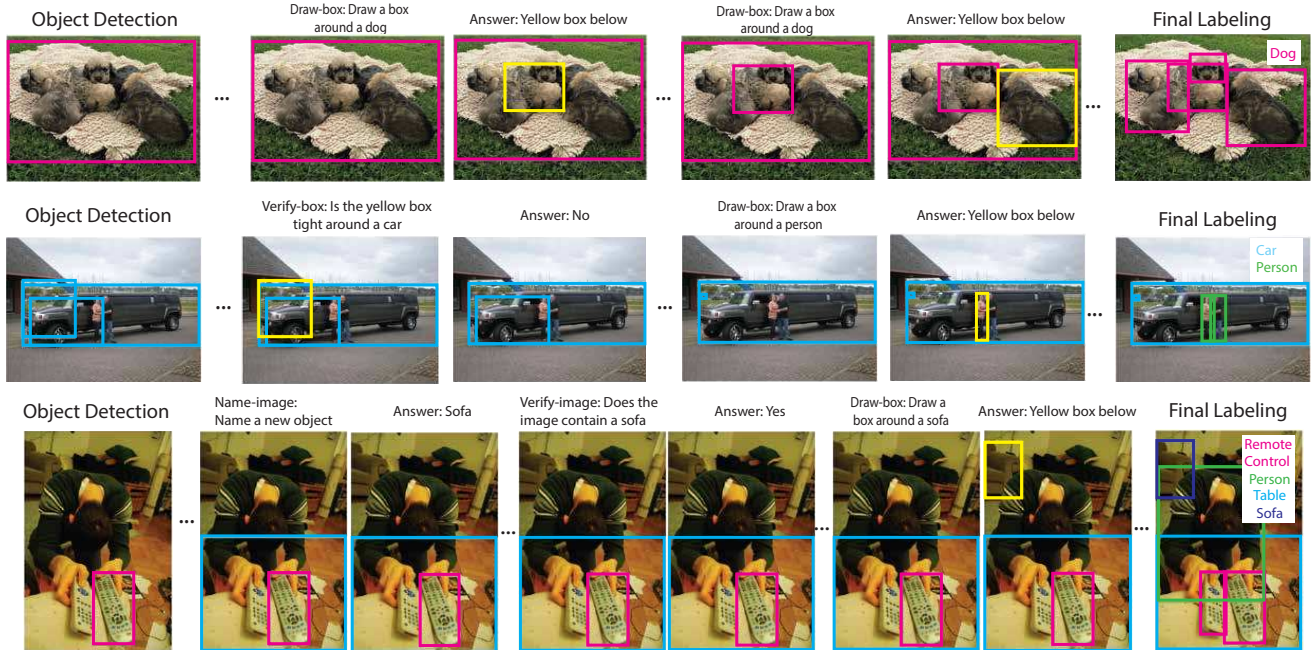 Object Detection
Draw-box: Draw a box
around a dog
Answer: Yellow box below
Draw-box: Draw a box
around a dog
Answer: Yellow box below
Final Labeling
...
...
...
Dog
Object Detection
Verify-box: Is the yellow box
tight around a car
Answer: No
Draw-box: Draw a box
around a person
Answer: Yellow box below
Final Labeling
...
...
...
Car
Person
Object Detection
Name-image:
Name a new object
Answer: Sofa
Verify-image: Does the
image contain a sofa
Answer: Yes
Draw-box: Draw a
box around a sofa
Answer: Yellow box below
Final Labeling
...
...
...
...
Remote
Control
Person
Table
Sofa